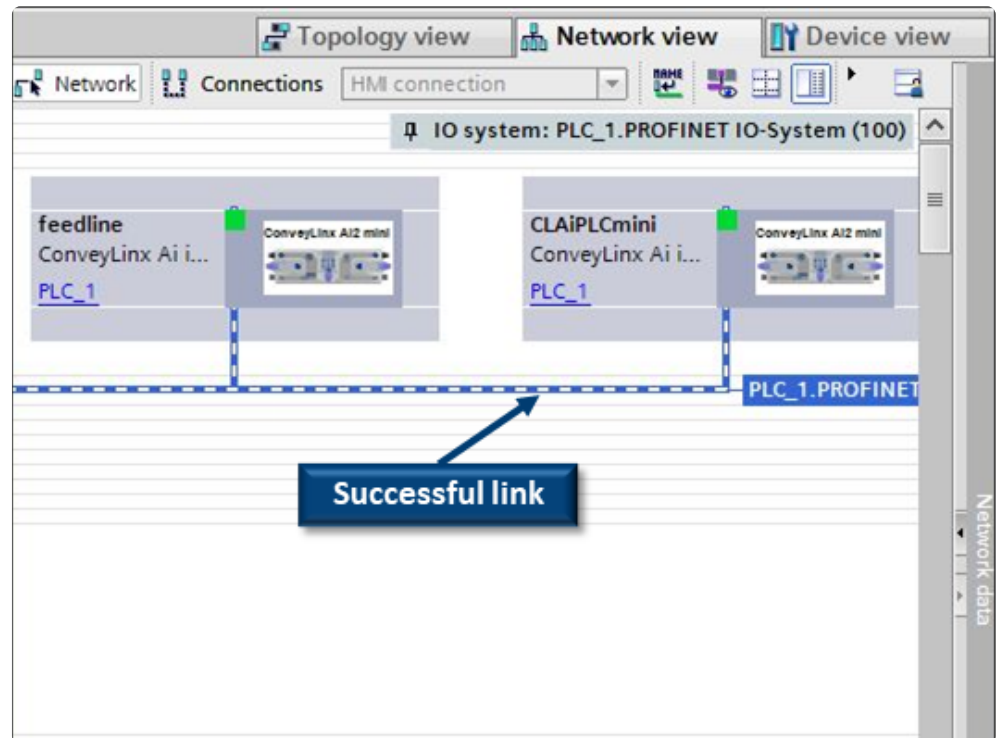 Topology view
Network view
Device view
Network
Connections
HMI connection
NAME
IO system: PLC_1.PROFINET IO-System (100)
feedline
ConveyLinx Ai i...
PLC_1
ConveyLinx Ai2 mini
CLAiPLCmini
ConveyLinx Ai i...
PLC_1
ConveyLinx Ai2 mini
PLC_1.PROFINET
Successful link
Network data